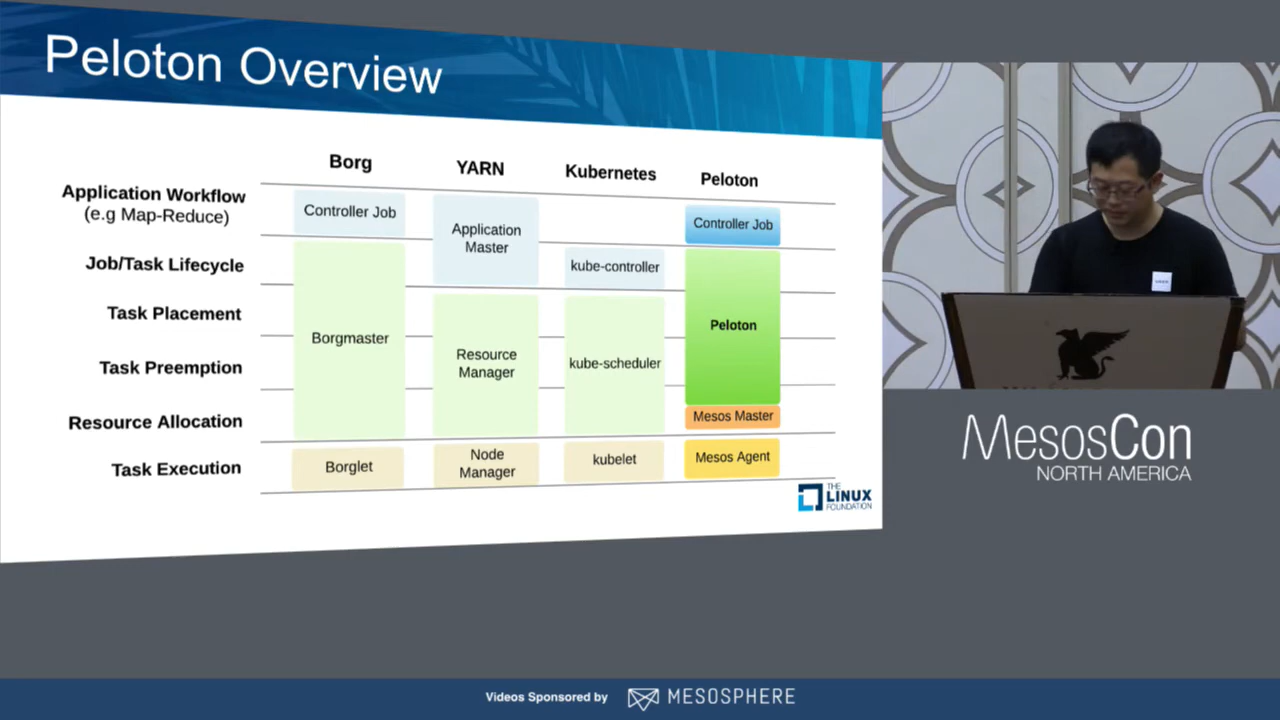 Peloton Overview
Borg
YARN
Kubernetes
Peloton
Application Workflow
(e.g Map-Reduce)
Controller Job
Application
Master
Controller Job
Job/Task Lifecycle
kube-controller
Task Placement
Borgmaster
Resource
Manager
kube-scheduler
Peloton
Task Preemption
Resource Allocation
Mesos Master
Task Execution
Borglet
Node
Manager
kubelet
Mesos Agent
THE
LINUX
FOUNDATION
MesosCon
NORTH AMERICA
Videos Sponsored by
MESOSPHERE